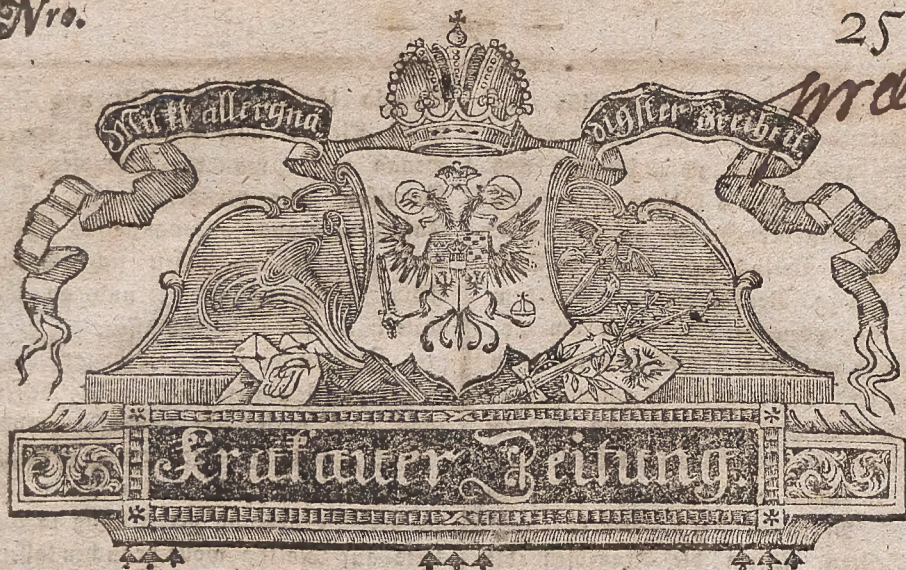 Nro.
25
Mit k allergnä
digster Freiheit
Krakauer Zeitung.